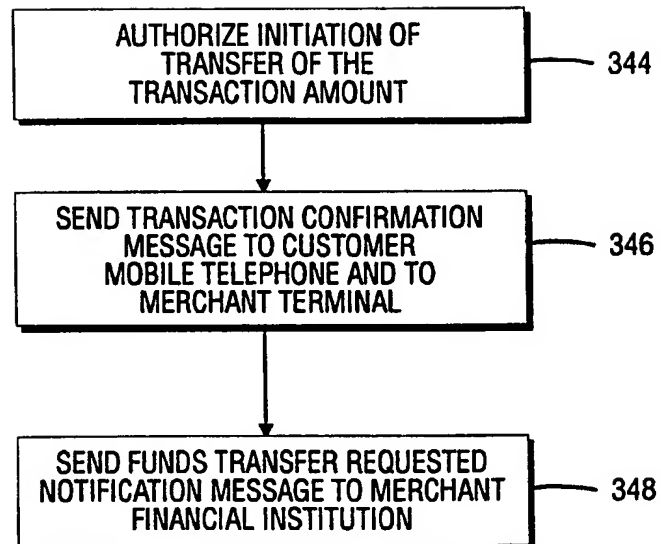 AUTHORIZE INITIATION OF
TRANSFER OF THE
TRANSACTION AMOUNT
344
SEND TRANSACTION CONFIRMATION
MESSAGE TO CUSTOMER
MOBILE TELEPHONE AND TO
MERCHANT TERMINAL
346
SEND FUNDS TRANSFER REQUESTED
NOTIFICATION MESSAGE TO MERCHANT
FINANCIAL INSTITUTION
348